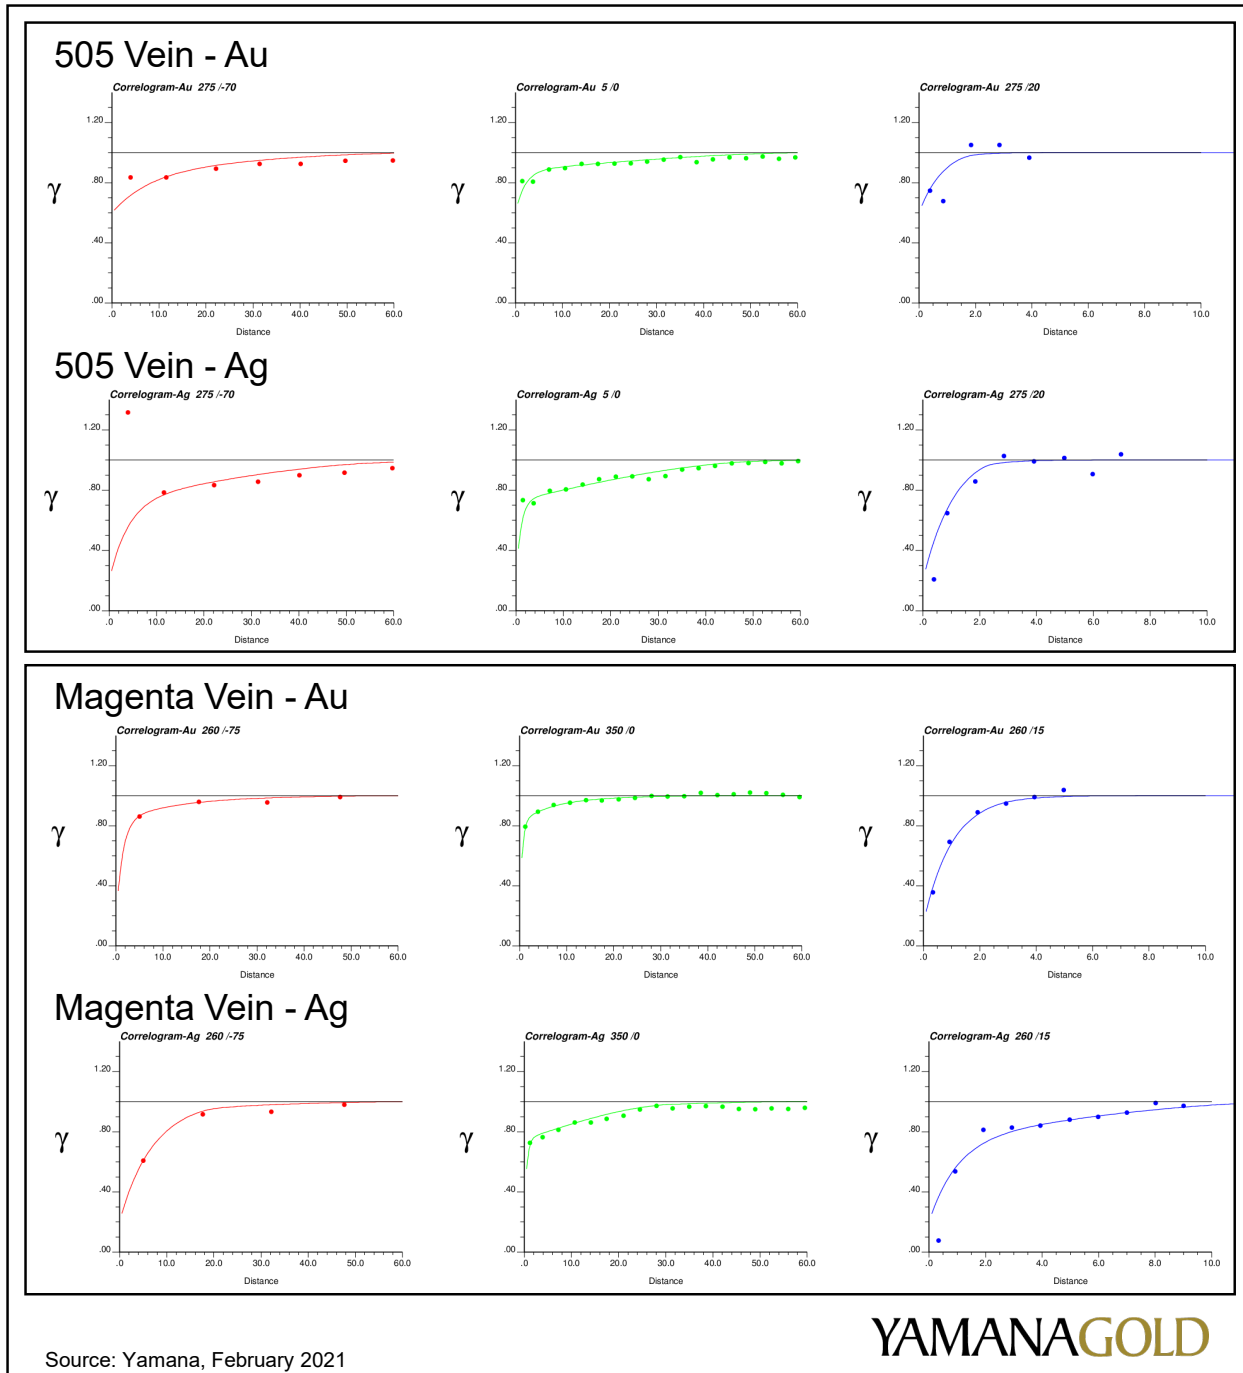 505 Vein - Au
Correlogram-Au 275 /-70
1.20
.80
.40
.00
γ
.0 10.0 20.0 30.0 40.0 50.0 60.0
Distance
Correlogram-Au 5 /0
1.20
.80
.40
.00
γ
.0 10.0 20.0 30.0 40.0 50.0 60.0
Distance
Correlogram-Au 275 /20
1.20
.80
.40
.00
γ
.0 2.0 4.0 6.0 8.0 10.0
Distance
505 Vein - Ag
Correlogram-Ag 275 /-70
1.20
.80
.40
.00
γ
.0 10.0 20.0 30.0 40.0 50.0 60.0
Distance
Correlogram-Ag 5 /0
1.20
.80
.40
.00
γ
.0 10.0 20.0 30.0 40.0 50.0 60.0
Distance
Correlogram-Ag 275 /20
1.20
.80
.40
.00
γ
.0 2.0 4.0 6.0 8.0 10.0
Distance
Magenta Vein - Au
Correlogram-Au 260 /-75
1.20
.80
.40
.00
γ
.0 10.0 20.0 30.0 40.0 50.0 60.0
Distance
Correlogram-Au 350 /0
1.20
.80
.40
.00
γ
.0 10.0 20.0 30.0 40.0 50.0 60.0
Distance
Correlogram-Au 260 /15
1.20
.80
.40
.00
γ
.0 2.0 4.0 6.0 8.0 10.0
Distance
Magenta Vein - Ag
Correlogram-Ag 260 /-75
1.20
.80
.40
.00
γ
.0 10.0 20.0 30.0 40.0 50.0 60.0
Distance
Correlogram-Ag 350 /0
1.20
.80
.40
.00
γ
.0 10.0 20.0 30.0 40.0 50.0 60.0
Distance
Correlogram-Ag 260 /15
1.20
.80
.40
.00
γ
.0 2.0 4.0 6.0 8.0 10.0
Distance
YAMANAGOLD
Source: Yamana, February 2021